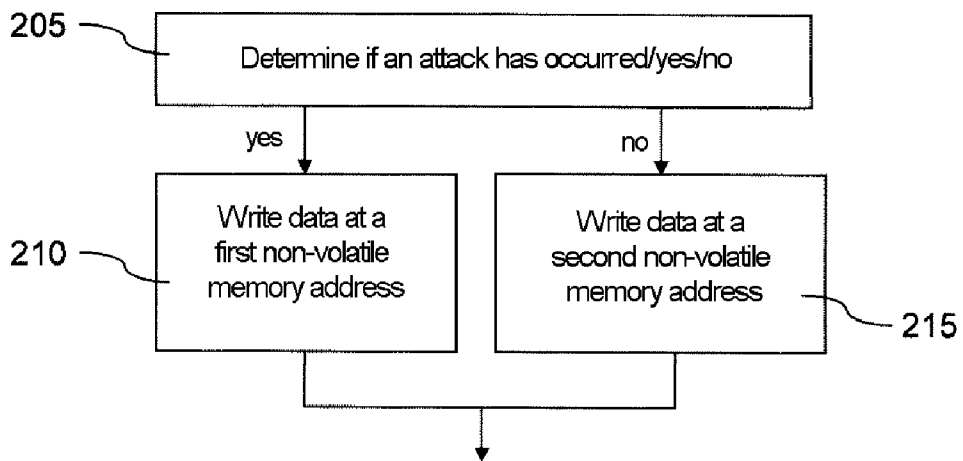 205
Determine if an attack has occurred/yes/no
yes
no
Write data at a
first non-volatile
memory address
210
Write data at a
second non-volatile
memory address
215